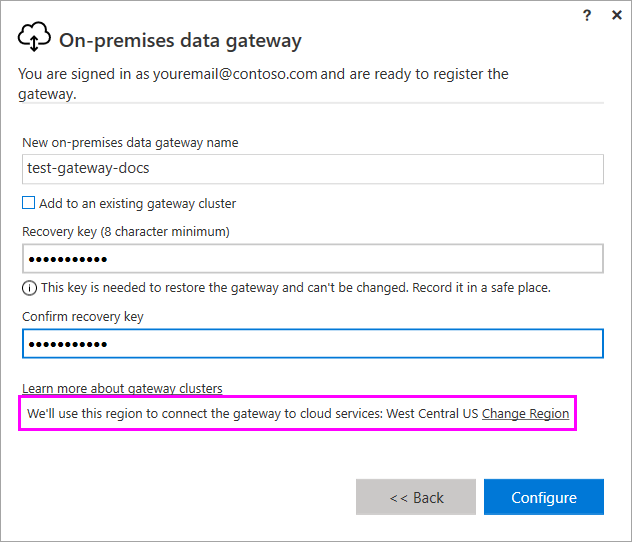 ? ×
On-premises data gateway
You are signed in as youremail@contoso.com and are ready to register the
gateway.
New on-premises data gateway name
test-gateway-docs
Add to an existing gateway cluster
Recovery key (8 character minimum)
●●●●●●●●●●●
This key is needed to restore the gateway and can't be changed. Record it in a safe place.
Confirm recovery key
●●●●●●●●●●●
Learn more about gateway clusters
We'll use this region to connect the gateway to cloud services: West Central US Change Region
<< Back
Configure